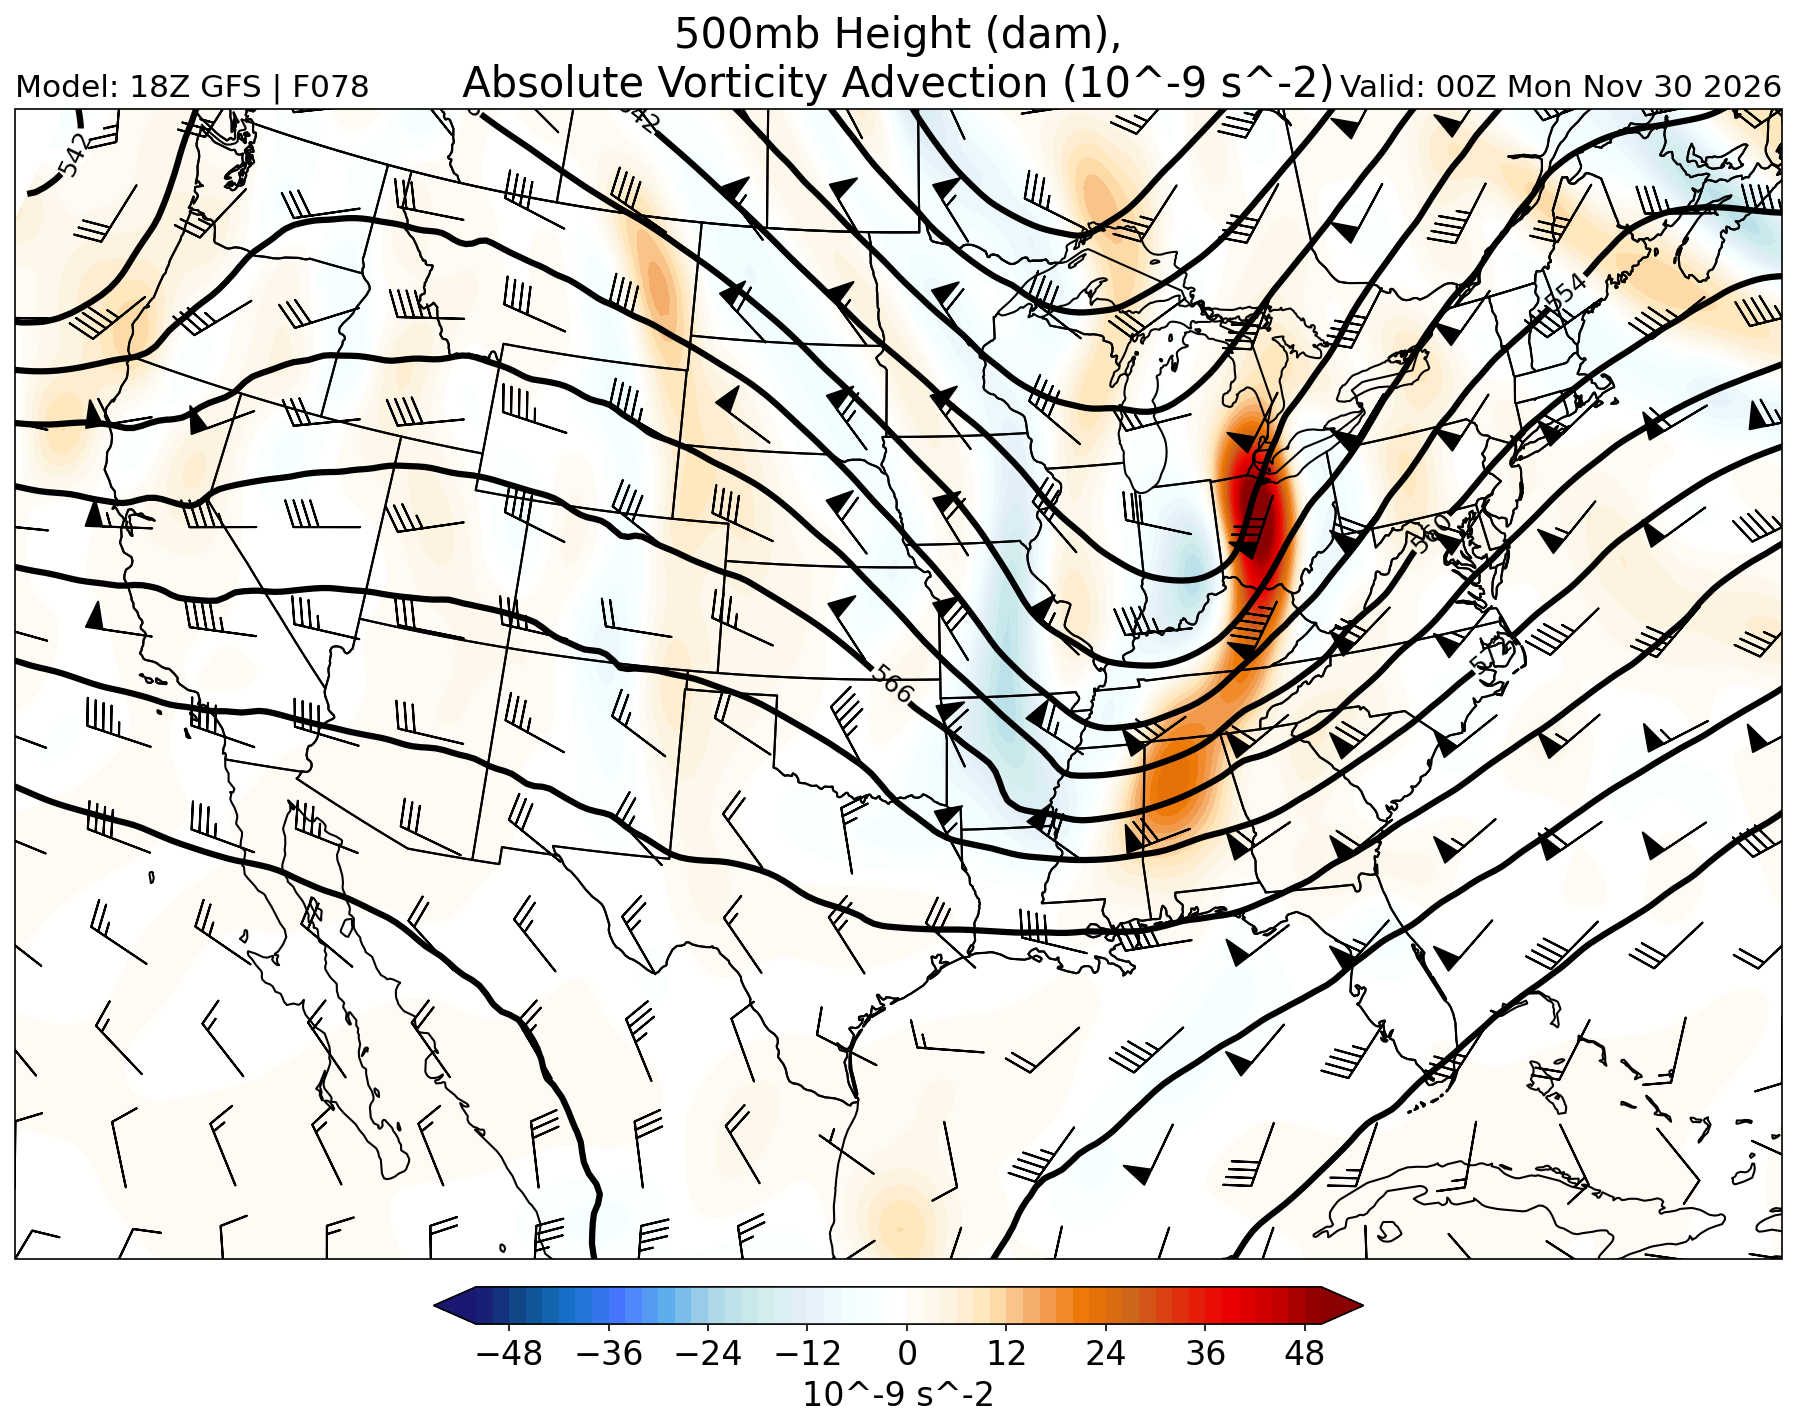 500mb Height (dam),
Model: 18Z GFS | F078
Absolute Vorticity Advection (10^-9 s^-2)
Valid: 00Z Mon Nov 30 2026
542
554
560
566
−48 −36 −24 −12 0 12 24 36 48
10^-9 s^-2